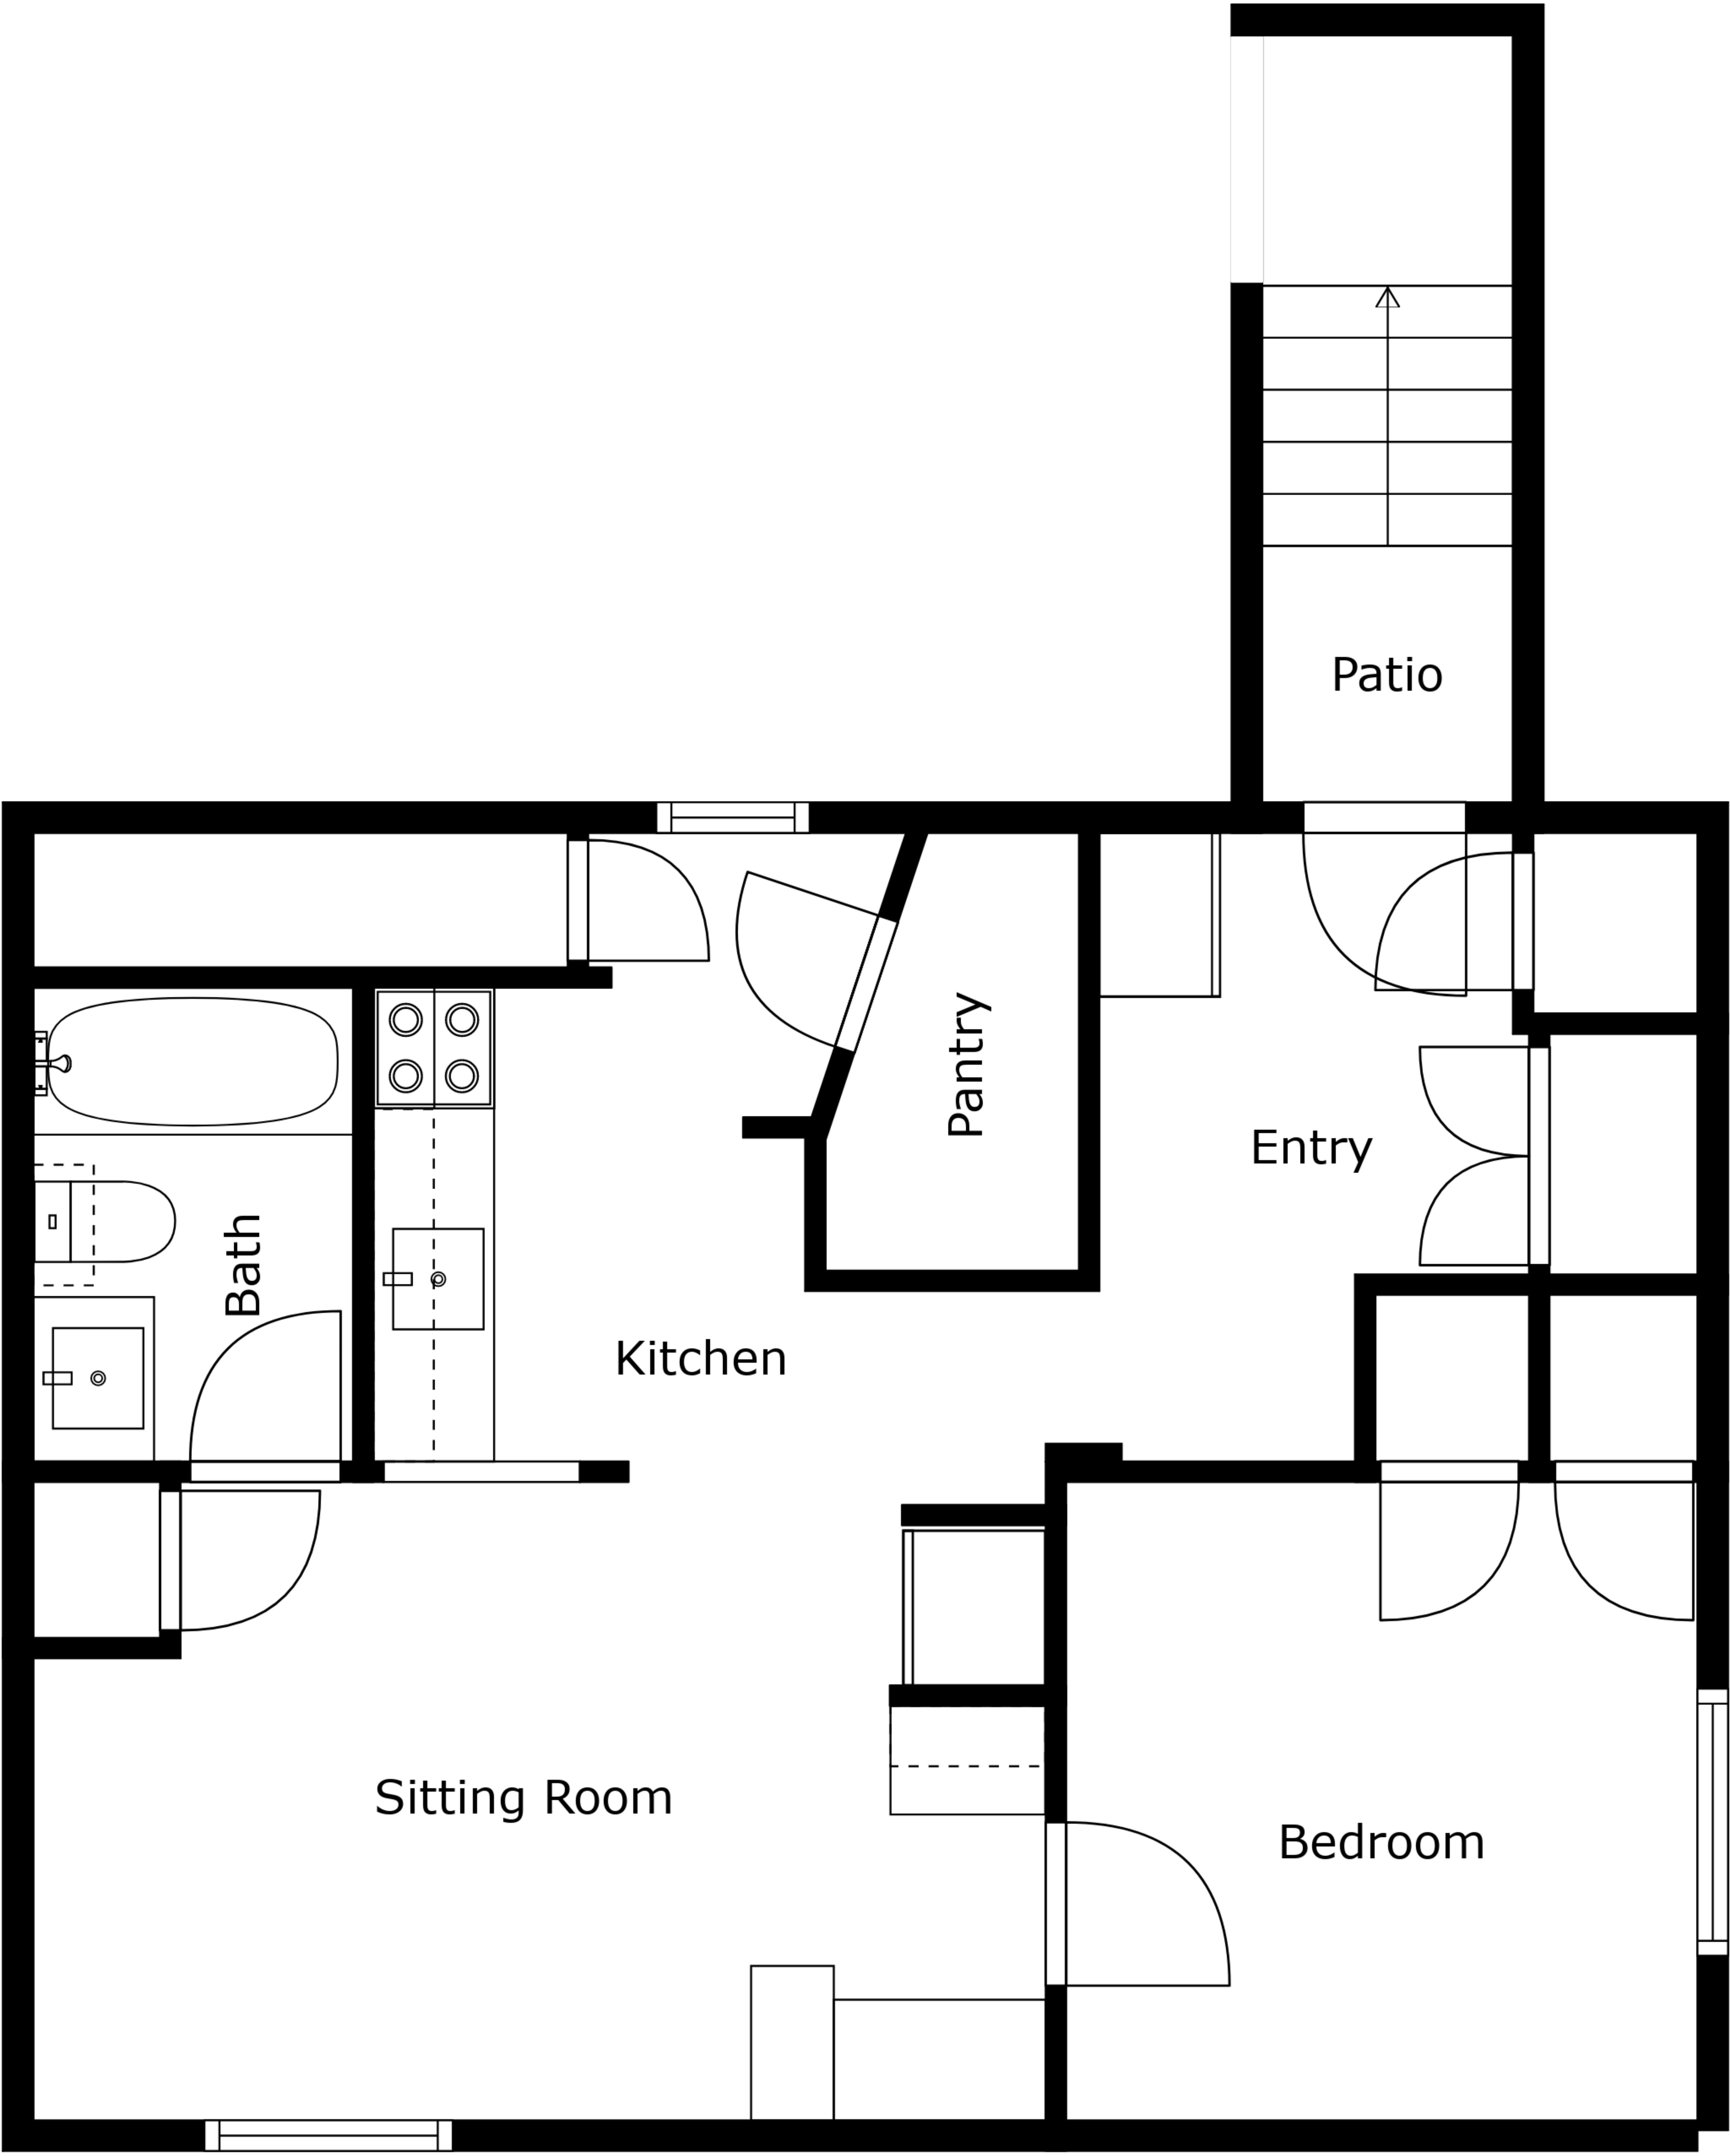 Patio
Pantry
Entry
Bath
Kitchen
Sitting Room
Bedroom